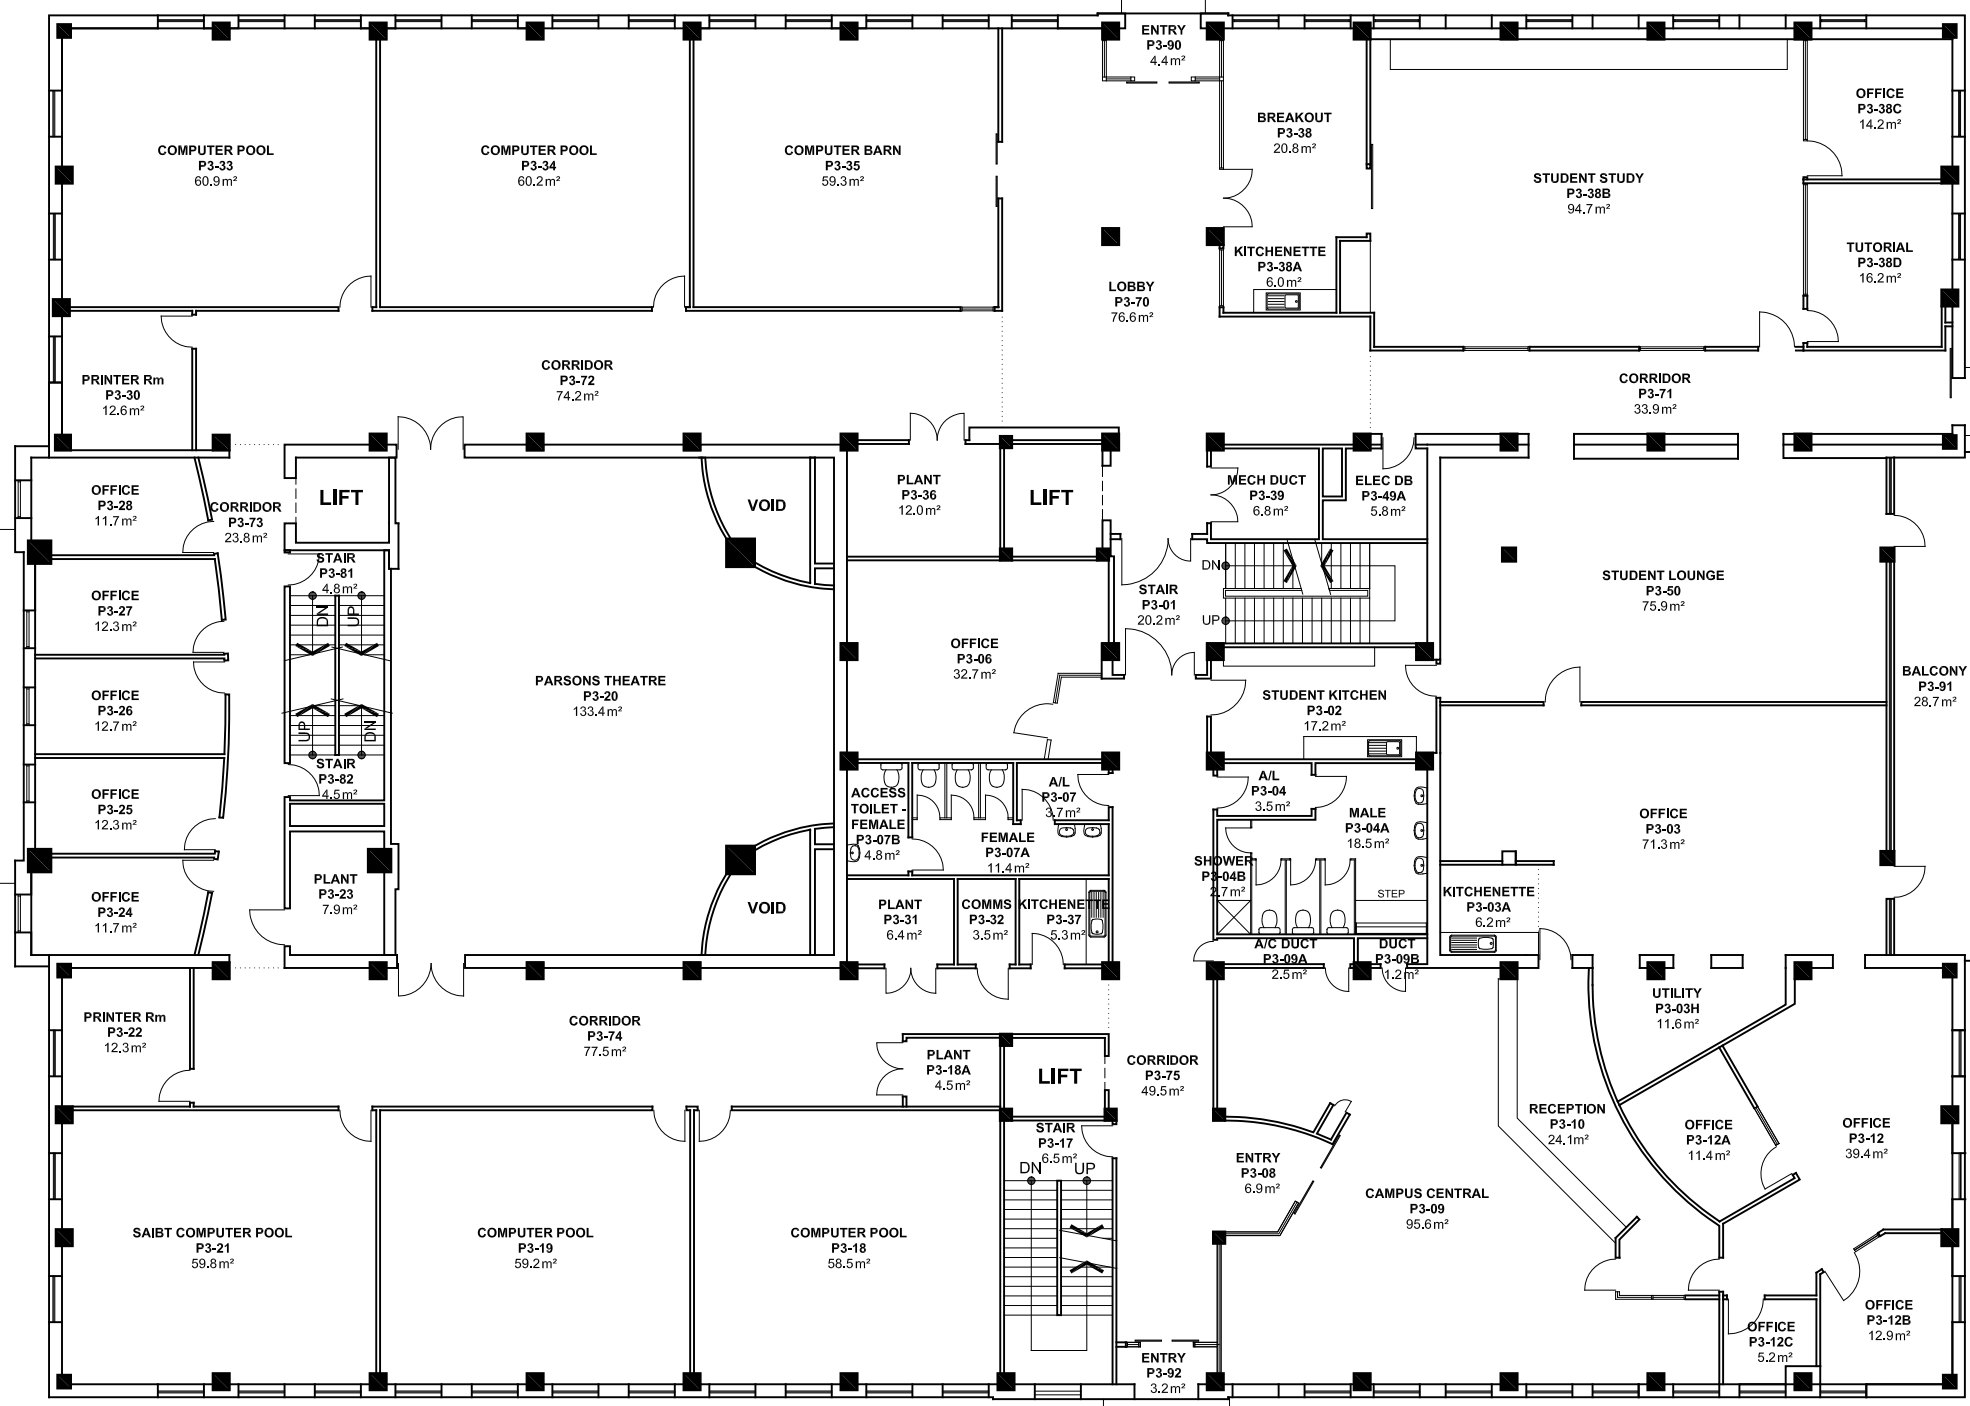 ENTRY
P3-90
4.4m²
COMPUTER POOL
P3-33
60.9m²
COMPUTER POOL
P3-34
60.2m²
COMPUTER BARN
P3-35
59.3m²
BREAKOUT
P3-38
20.8m²
STUDENT STUDY
P3-38B
94.7m²
OFFICE
P3-38C
14.2m²
TUTORIAL
P3-38D
16.2m²
KITCHENETTE
P3-38A
6.0m²
LOBBY
P3-70
76.6m²
PRINTER Rm
P3-30
12.6m²
CORRIDOR
P3-72
74.2m²
CORRIDOR
P3-71
33.9m²
OFFICE
P3-28
11.7m²
CORRIDOR
P3-73
23.8m²
LIFT
VOID
PLANT
P3-36
12.0m²
LIFT
MECH DUCT
P3-39
6.8m²
ELEC DB
P3-49A
5.8m²
STAIR
P3-81
4.8m²
DN
UP
OFFICE
P3-27
12.3m²
STAIR
P3-01
20.2m²
DN
UP
STUDENT LOUNGE
P3-50
75.9m²
OFFICE
P3-26
12.7m²
PARSONS THEATRE
P3-20
133.4m²
OFFICE
P3-06
32.7m²
STUDENT KITCHEN
P3-02
17.2m²
BALCONY
P3-91
28.7m²
UP
DN
STAIR
P3-82
4.5m²
OFFICE
P3-25
12.3m²
ACCESS
TOILET -
FEMALE
P3-07B
4.8m²
A/L
P3-07
3.7m²
FEMALE
P3-07A
11.4m²
A/L
P3-04
3.5m²
MALE
P3-04A
18.5m²
OFFICE
P3-03
71.3m²
SHOWER
P3-04B
2.7m²
STEP
OFFICE
P3-24
11.7m²
PLANT
P3-23
7.9m²
VOID
PLANT
P3-31
6.4m²
COMMS
P3-32
3.5m²
KITCHENETTE
P3-37
5.3m²
KITCHENETTE
P3-03A
6.2m²
A/C DUCT
P3-09A
2.5m²
DUCT
P3-09B
1.2m²
UTILITY
P3-03H
11.6m²
PRINTER Rm
P3-22
12.3m²
CORRIDOR
P3-74
77.5m²
PLANT
P3-18A
4.5m²
LIFT
CORRIDOR
P3-75
49.5m²
RECEPTION
P3-10
24.1m²
OFFICE
P3-12A
11.4m²
OFFICE
P3-12
39.4m²
STAIR
P3-17
6.5m²
DN
UP
ENTRY
P3-08
6.9m²
CAMPUS CENTRAL
P3-09
95.6m²
SAIBT COMPUTER POOL
P3-21
59.8m²
COMPUTER POOL
P3-19
59.2m²
COMPUTER POOL
P3-18
58.5m²
OFFICE
P3-12B
12.9m²
OFFICE
P3-12C
5.2m²
ENTRY
P3-92
3.2m²